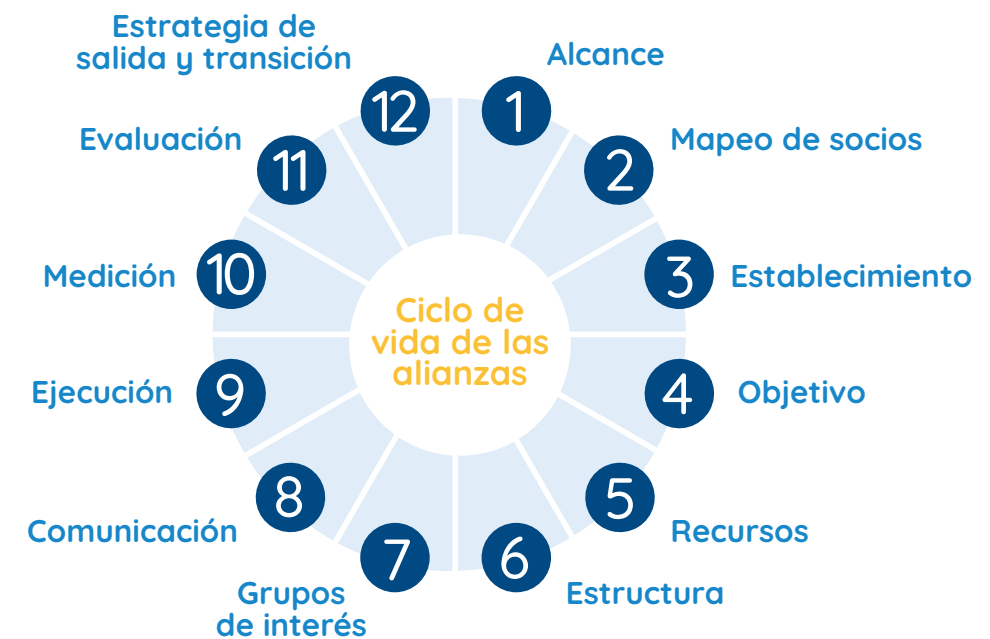 Ciclo de
vida de las
alianzas
1
Alcance
2
Mapeo de socios
3
Establecimiento
4
Objetivo
5
Recursos
6
Estructura
7
Grupos
de interés
8
Comunicación
9
Ejecución
10
Medición
11
Evaluación
12
Estrategia de
salida y transición